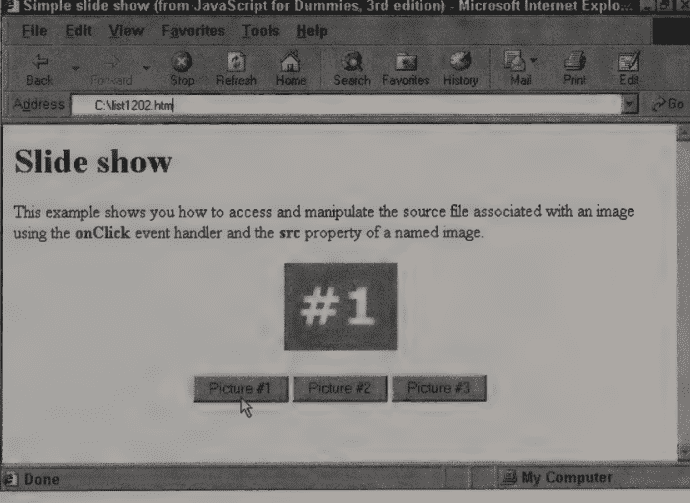 Simple slide show (from JavaScript for Dummies, 3rd edition) - Microsoft Internet Explo...
File Edit View Favorites Tools Help
Back Forward Stop Refresh Home Search Favorites History Mail Print Edit
Address C:\list1202.htm Go
Slide show
This example shows you how to access and manipulate the source file associated with an image
using the onClick event handler and the src property of a named image.
#1
Picture #1 Picture #2 Picture #3
Done My Computer